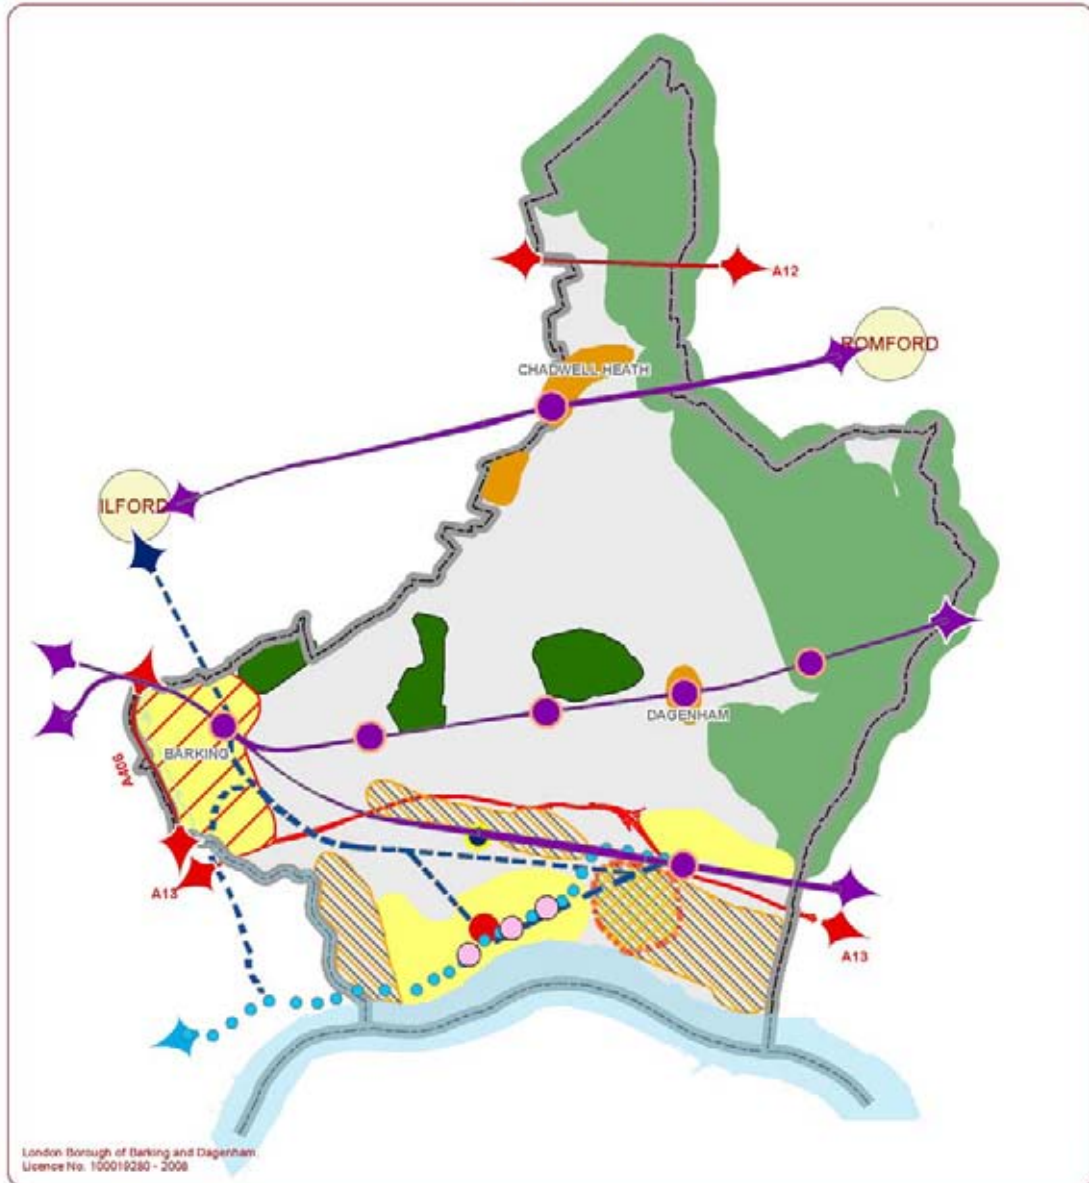 A12
ROMFORD
CHADWELL HEATH
ILFORD
DAGENHAM
BARKING
A406
A13
A13
London Borough of Barking and Dagenham.
Licence No. 100019280 - 2008